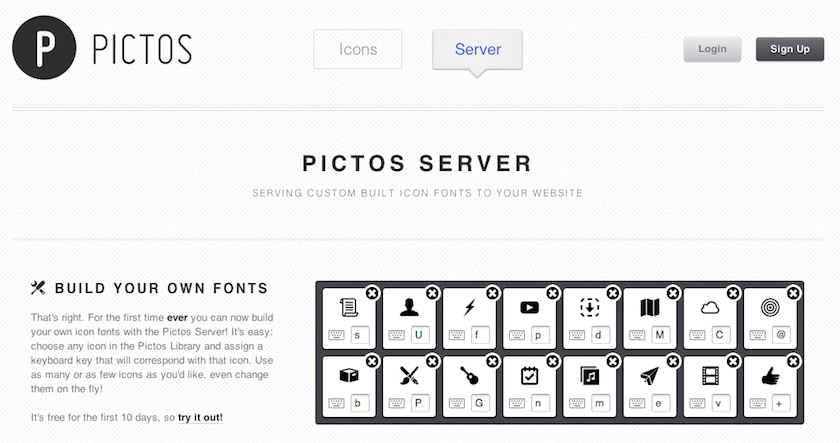 P PICTOS
Icons
Server
Login
Sign Up
PICTOS SERVER
SERVING CUSTOM BUILT ICON FONTS TO YOUR WEBSITE
BUILD YOUR OWN FONTS
That's right. For the first time ever you can now build
your own icon fonts with the Pictos Server! It's easy:
choose any icon in the Pictos Library and assign a
keyboard key that will correspond with that icon. Use
as many or as few icons as you'd like, even change
them on the fly!
It's free for the first 10 days, so try it out!
s U f p d M C @
b P G n m e v +